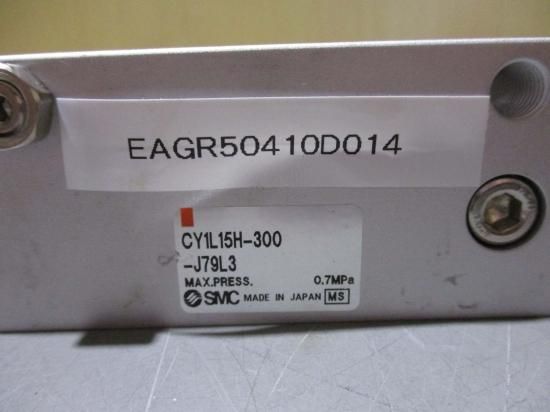 EAGR50410D014
CY1L15H-300
-J79L3
MAX.PRESS. 0.7MPa
SMC MADE IN JAPAN MS